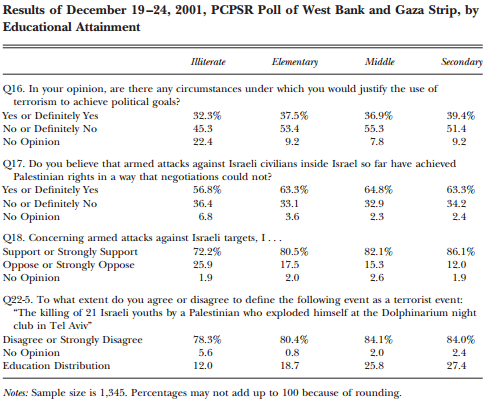 Results of December 19–24, 2001, PCPSR Poll of West Bank and Gaza Strip, by
Educational Attainment
Illiterate Elementary Middle Secondary
Q16. In your opinion, are there any circumstances under which you would justify the use of
terrorism to achieve political goals?
Yes or Definitely Yes 32.3% 37.5% 36.9% 39.4%
No or Definitely No 45.3 53.4 55.3 51.4
No Opinion 22.4 9.2 7.8 9.2
Q17. Do you believe that armed attacks against Israeli civilians inside Israel so far have achieved
Palestinian rights in a way that negotiations could not?
Yes or Definitely Yes 56.8% 63.3% 64.8% 63.3%
No or Definitely No 36.4 33.1 32.9 34.2
No Opinion 6.8 3.6 2.3 2.4
Q18. Concerning armed attacks against Israeli targets, I . . .
Support or Strongly Support 72.2% 80.5% 82.1% 86.1%
Oppose or Strongly Oppose 25.9 17.5 15.3 12.0
No Opinion 1.9 2.0 2.6 1.9
Q22-5. To what extent do you agree or disagree to define the following event as a terrorist event:
“The killing of 21 Israeli youths by a Palestinian who exploded himself at the Dolphinarium night
club in Tel Aviv”
Disagree or Strongly Disagree 78.3% 80.4% 84.1% 84.0%
No Opinion 5.6 0.8 2.0 2.4
Education Distribution 12.0 18.7 25.8 27.4
Notes: Sample size is 1,345. Percentages may not add up to 100 because of rounding.